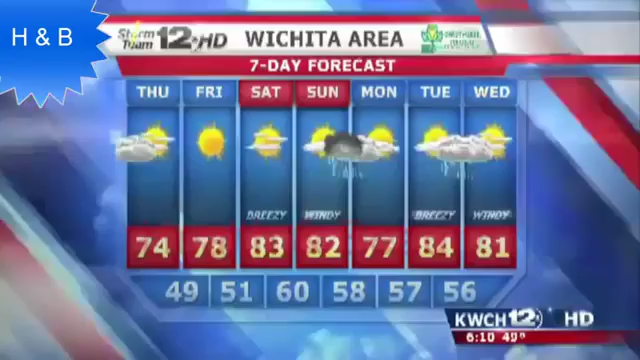 H & B
Storm Team 12 HD WICHITA AREA
7-DAY FORECAST
THU FRI SAT SUN MON TUE WED
BREEZY WINDY BREEZY WINDY
74 78 83 82 77 84 81
49 51 60 58 57 56
KWCH 12 HD
6:10 49°